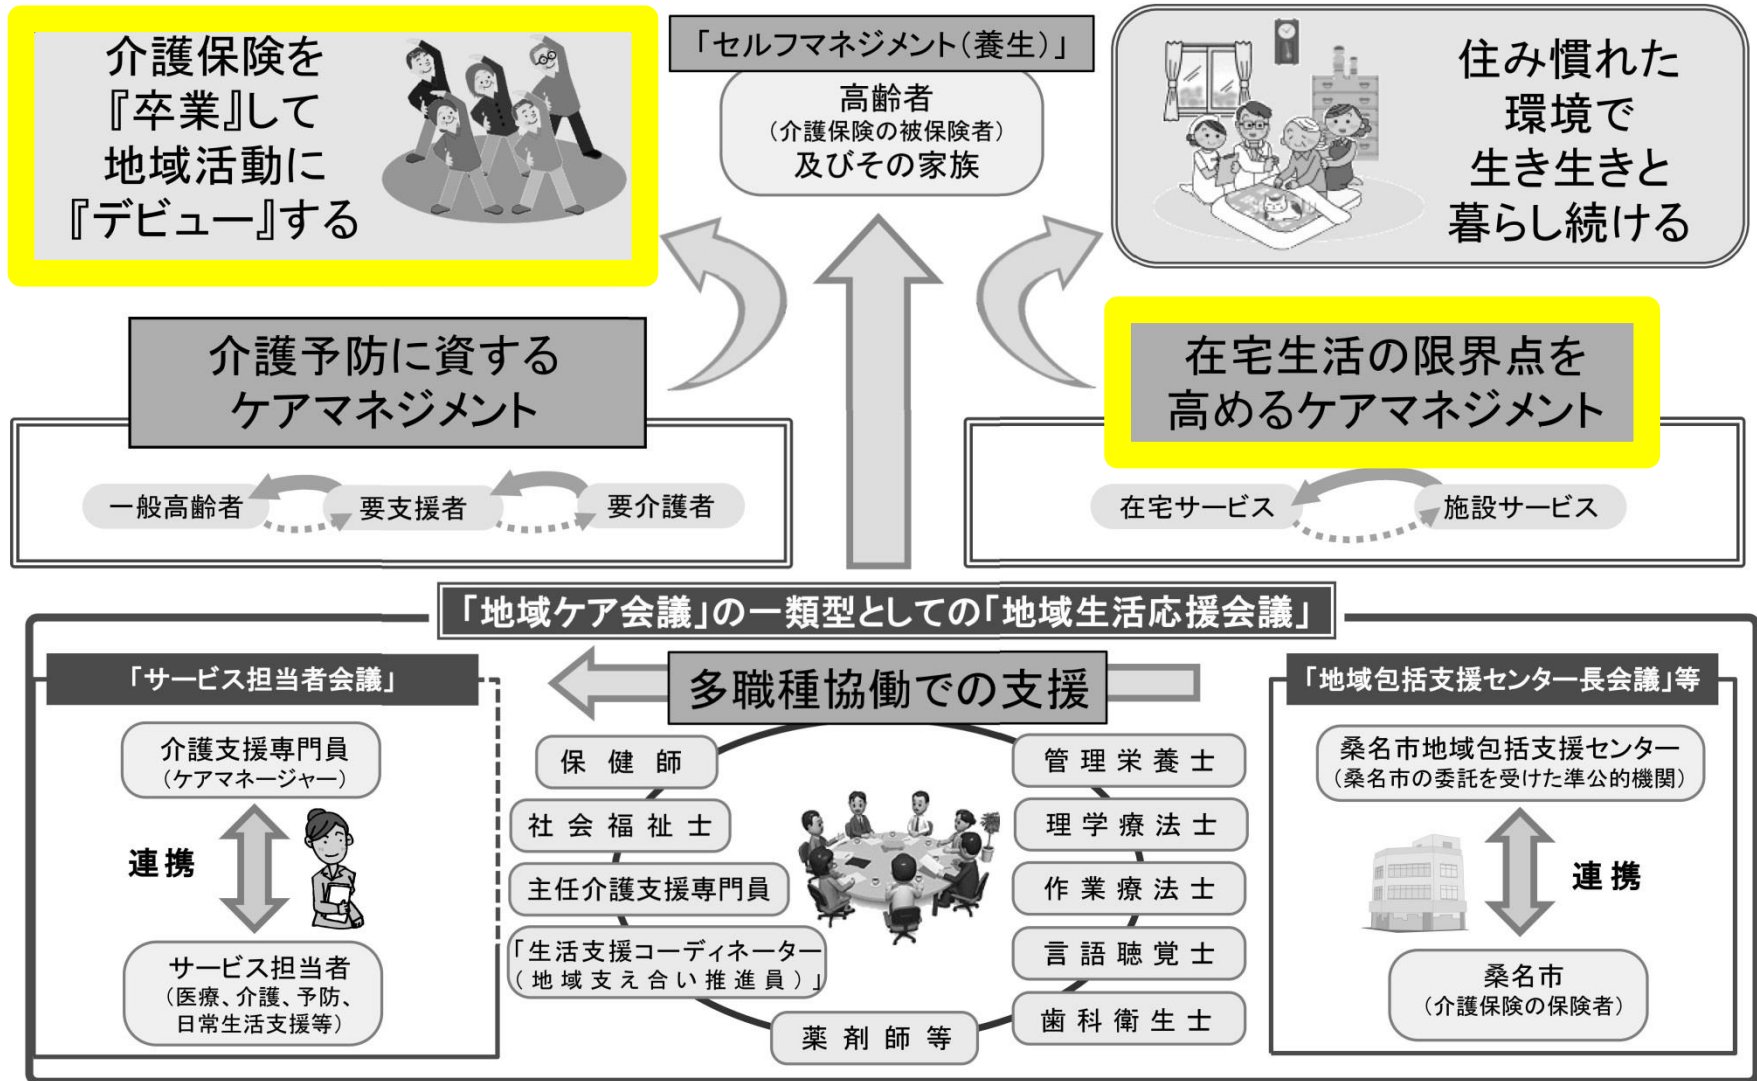 介護保険を
『卒業』して
地域活動に
『デビュー』する
「セルフマネジメント（養生）」
高齢者
（介護保険の被保険者）
及びその家族
住み慣れた
環境で
生き生きと
暮らし続ける
介護予防に資する
ケアマネジメント
一般高齢者
要支援者
要介護者
在宅生活の限界点を
高めるケアマネジメント
在宅サービス
施設サービス
「地域ケア会議」の一類型としての「地域生活応援会議」
「サービス担当者会議」
介護支援専門員
（ケアマネージャー）
連携
サービス担当者
（医療、介護、予防、
日常生活支援等）
多職種協働での支援
保健師
社会福祉士
主任介護支援専門員
「生活支援コーディネーター
（地域支え合い推進員）」
薬剤師等
管理栄養士
理学療法士
作業療法士
言語聴覚士
歯科衛生士
「地域包括支援センター長会議」等
桑名市地域包括支援センター
（桑名市の委託を受けた準公的機関）
連携
桑名市
（介護保険の保険者）